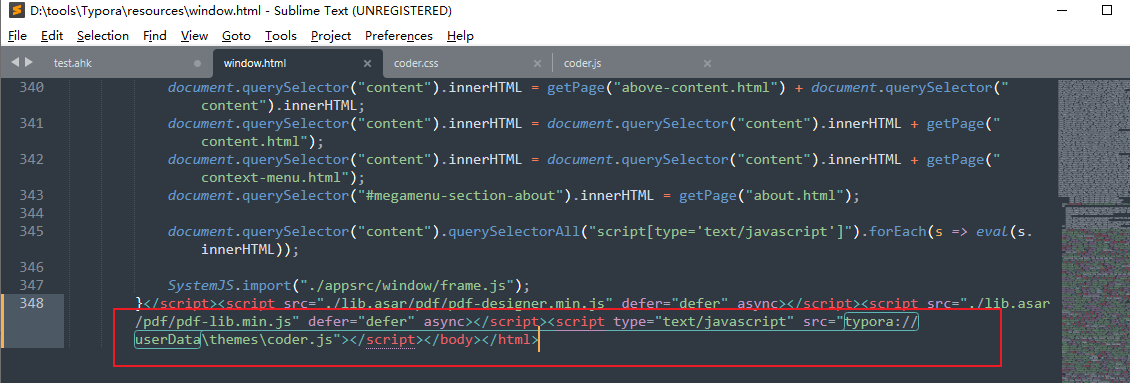 D:\tools\Typora\resources\window.html - Sublime Text (UNREGISTERED)
File Edit Selection Find View Goto Tools Project Preferences Help
test.ahk window.html coder.css coder.js
340 document.querySelector("content").innerHTML = getPage("above-content.html") + document.querySelector("
content").innerHTML;
341 document.querySelector("content").innerHTML = document.querySelector("content").innerHTML + getPage("
content.html");
342 document.querySelector("content").innerHTML = document.querySelector("content").innerHTML + getPage("
context-menu.html");
343 document.querySelector("#megamenu-section-about").innerHTML = getPage("about.html");
344
345 document.querySelector("content").querySelectorAll("script[type='text/javascript']").forEach(s => eval(s.
innerHTML));
346
347 SystemJS.import("./appsrc/window/frame.js");
348 }</script><script src="./lib.asar/pdf/pdf-designer.min.js" defer="defer" async></script><script src="./lib.asar
/pdf/pdf-lib.min.js" defer="defer" async></script><script type="text/javascript" src="typora://
userData\themes\coder.js"></script></body></html>